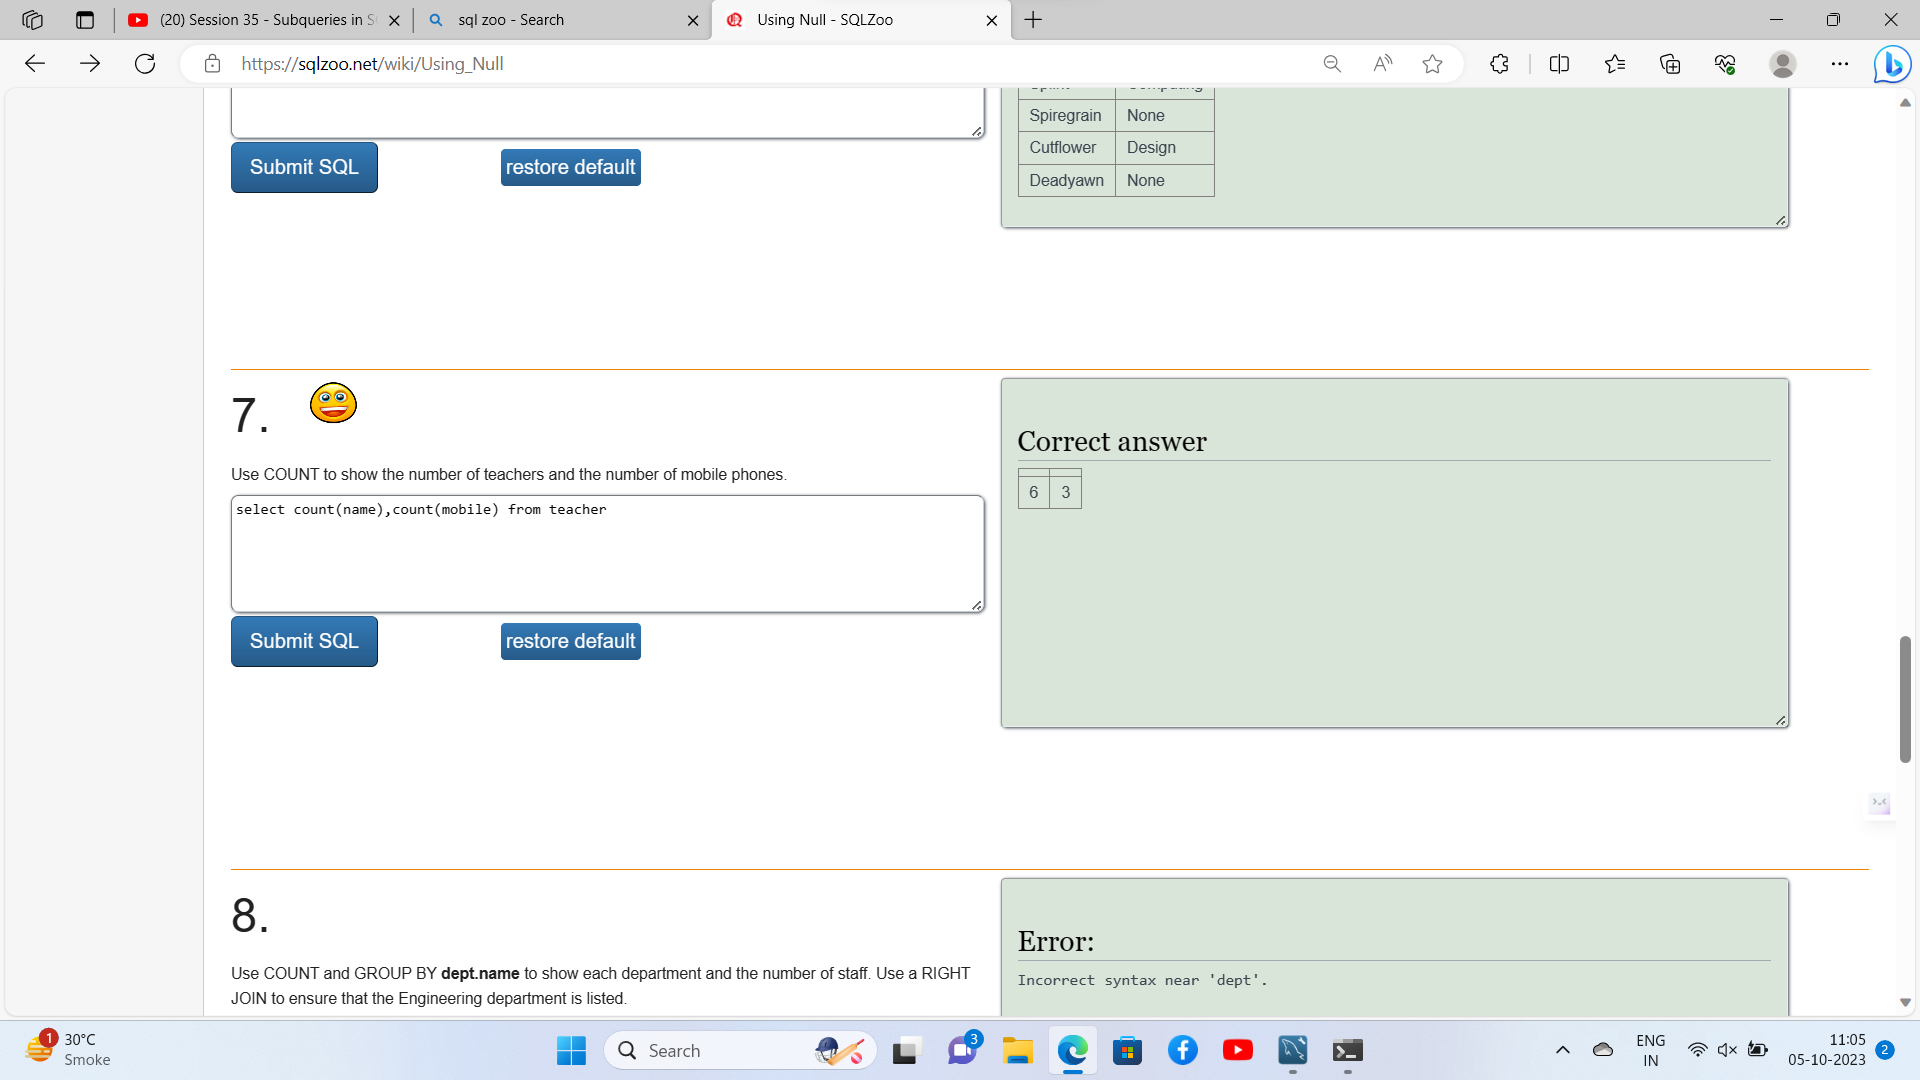 (20) Session 35 - Subqueries in S
sql zoo - Search
Using Null - SQLZoo
https://sqlzoo.net/wiki/Using_Null
Spiregrain None
Cutflower Design
Deadyawn None
Submit SQL
restore default
7.
Use COUNT to show the number of teachers and the number of mobile phones.
select count(name),count(mobile) from teacher
Submit SQL
restore default
Correct answer
6 3
8.
Use COUNT and GROUP BY dept.name to show each department and the number of staff. Use a RIGHT
JOIN to ensure that the Engineering department is listed.
Error:
Incorrect syntax near 'dept'.
1
30°C
Smoke
Search
3
ENG
IN
11:05
05-10-2023
2